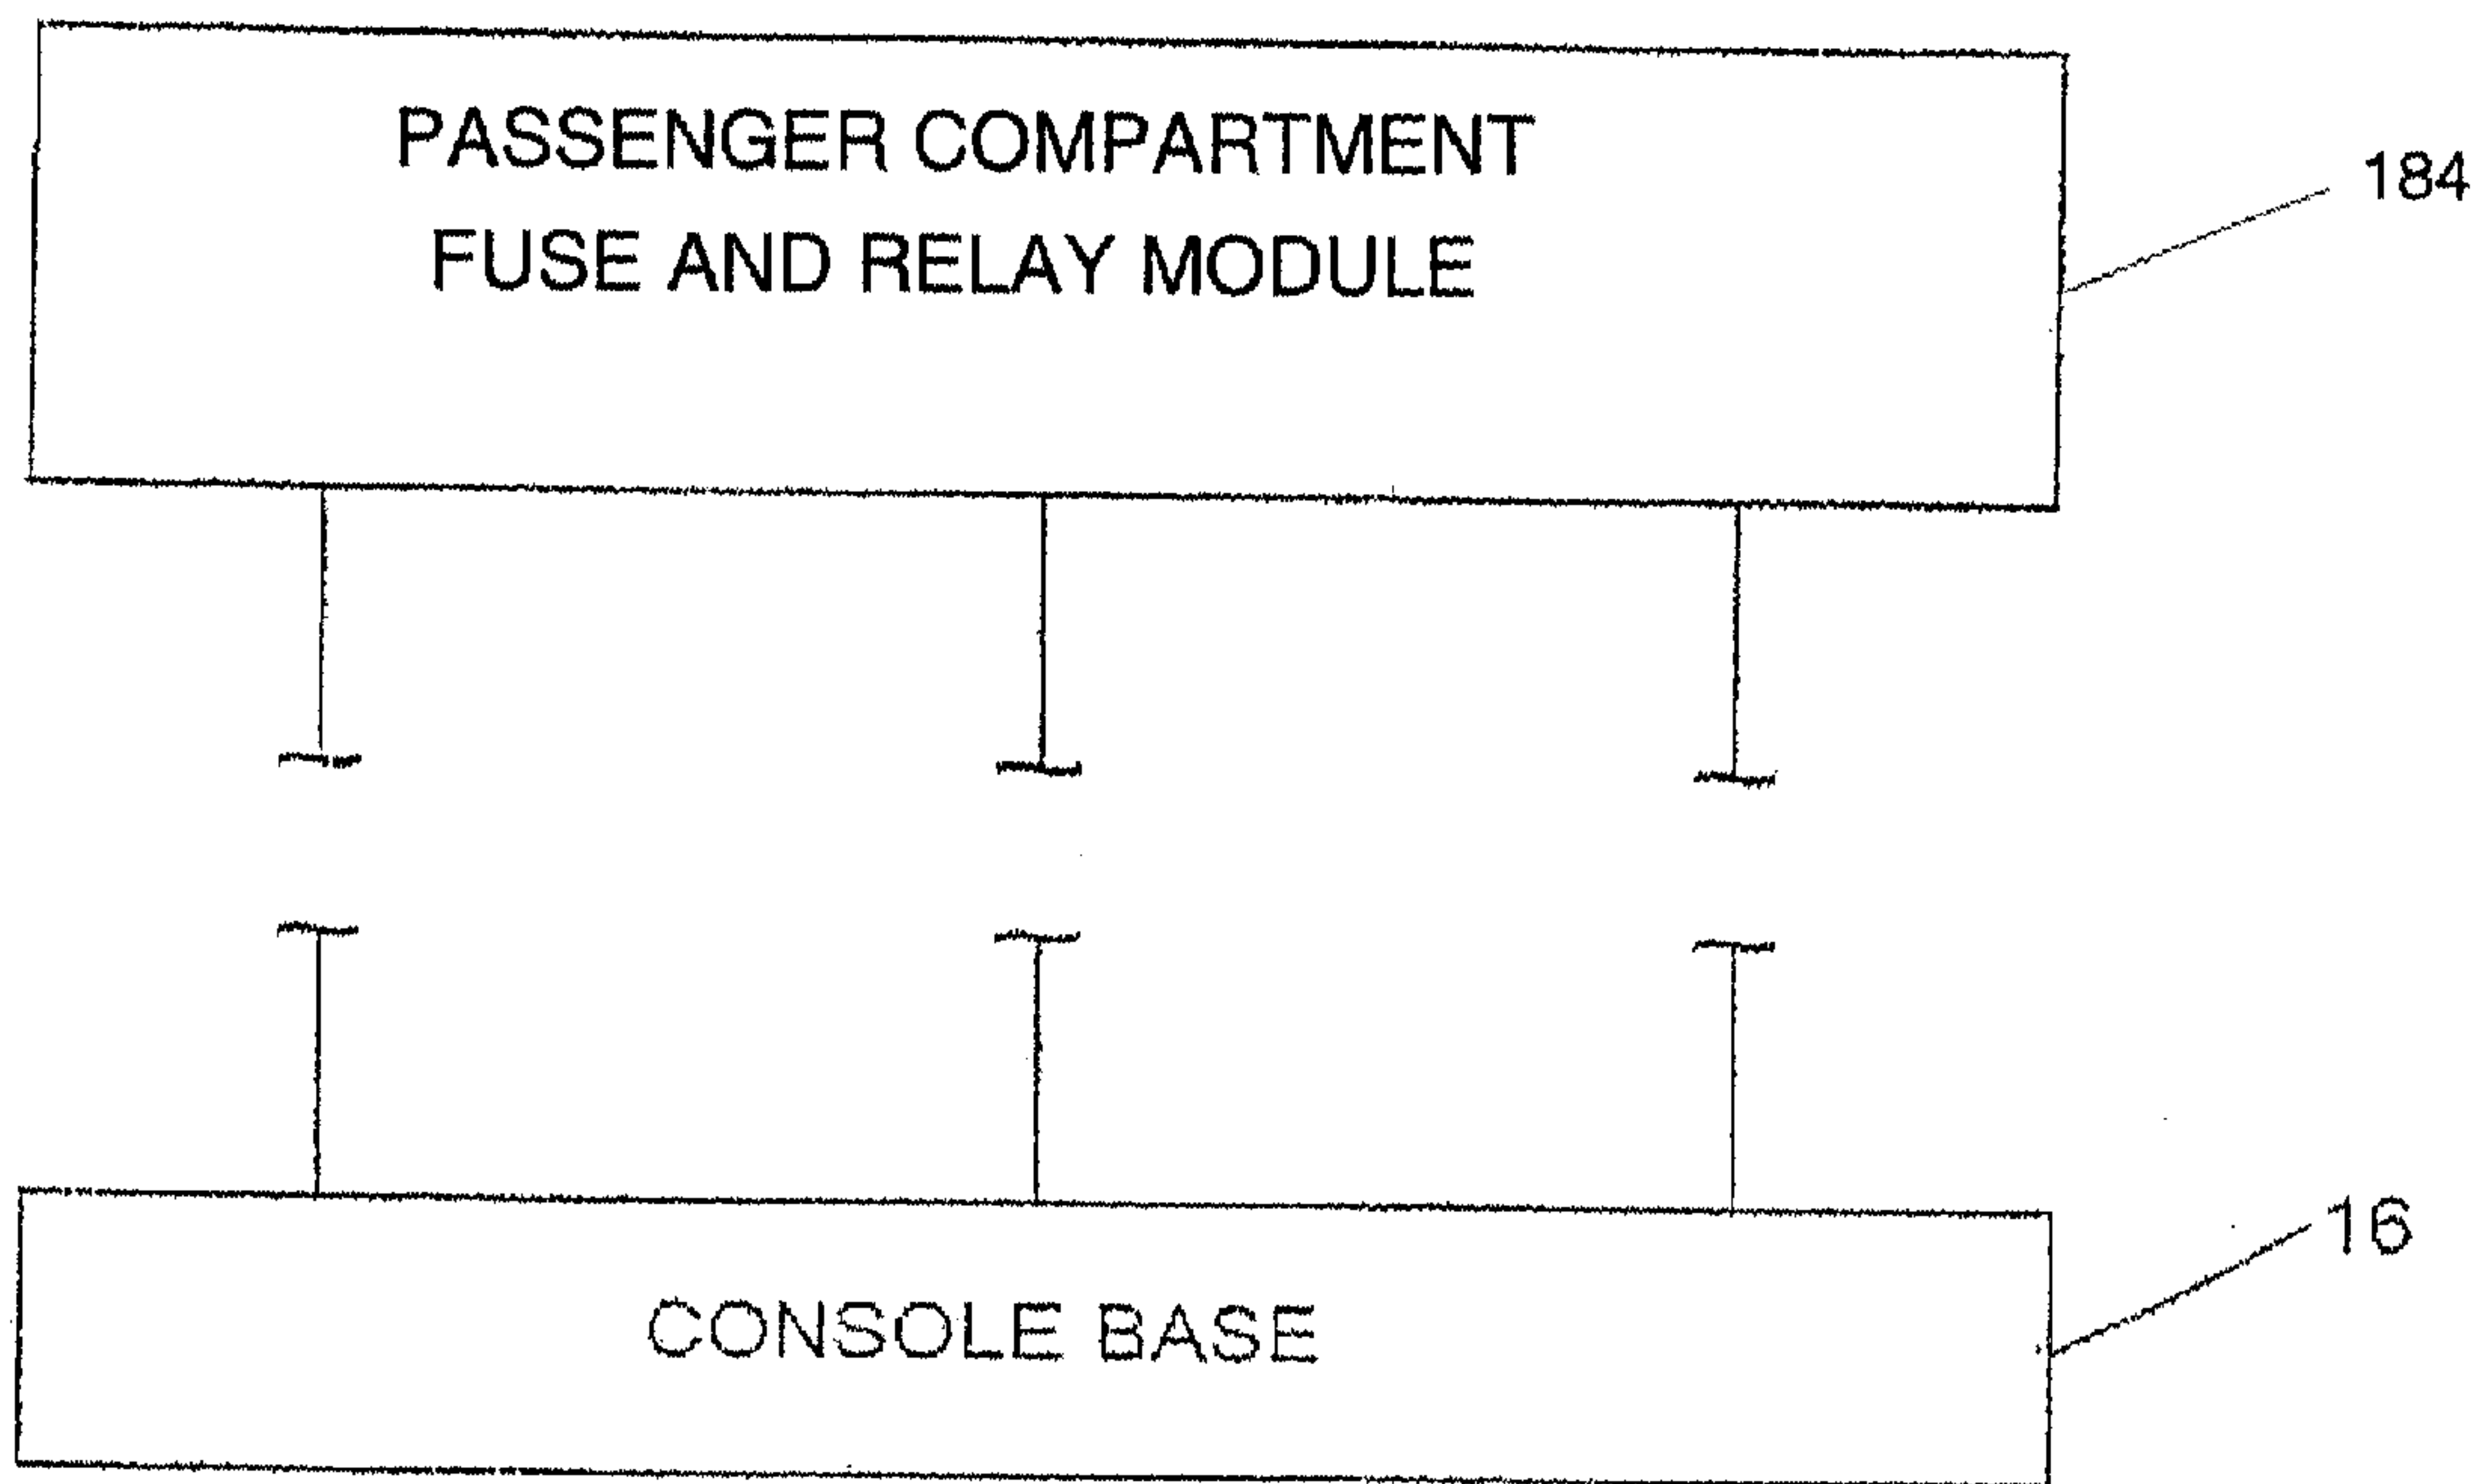 PASSENGER COMPARTMENT
FUSE AND RELAY MODULE
184
16
CONSOLE BASE